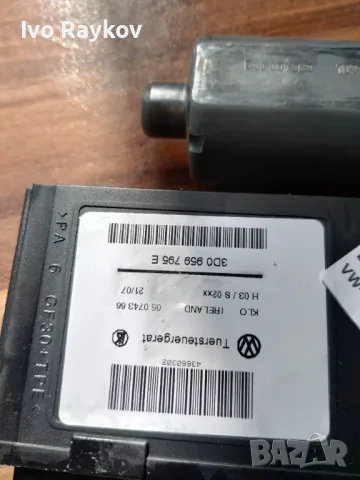 Ivo Raykov
>PA 6 GF30+TPE<
43660308
Tuersteuergerat
KLO IRELAND 05 0743 66
H 03 / S 02xx 21/07
3D0 959 795 E
bazar